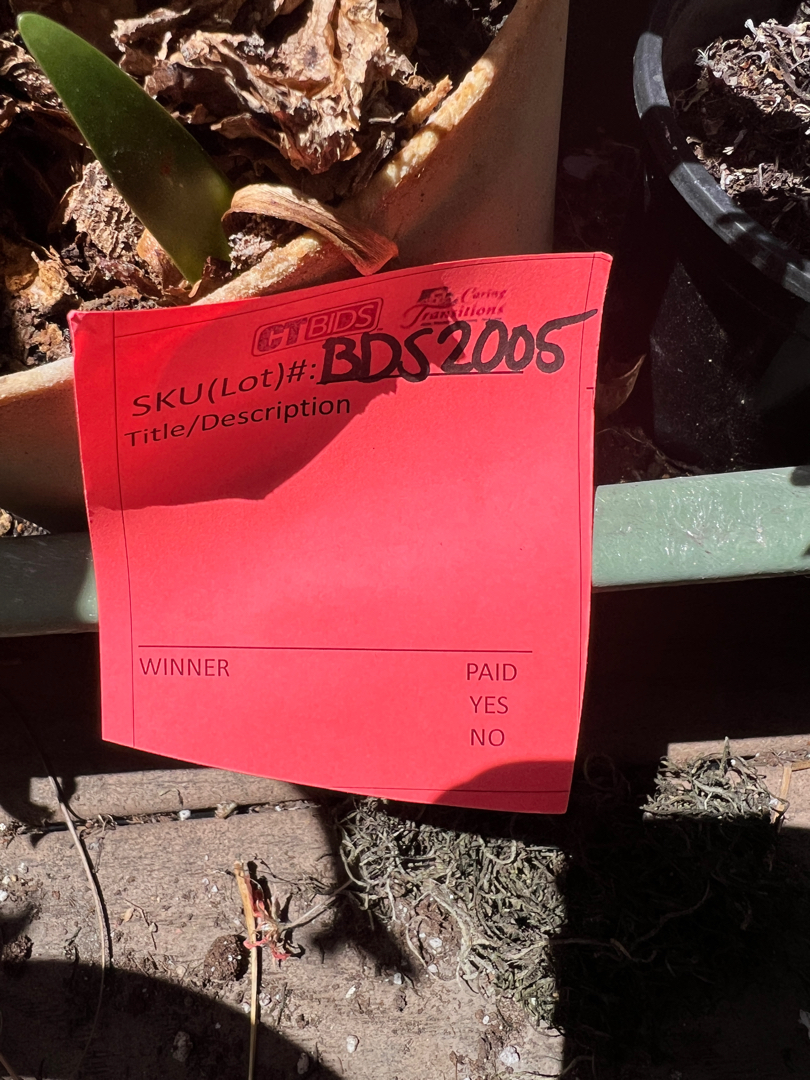 CTBIDS
Caring
Transitions
SKU(Lot)#: BDS2005
Title/Description
WINNER
PAID
YES
NO